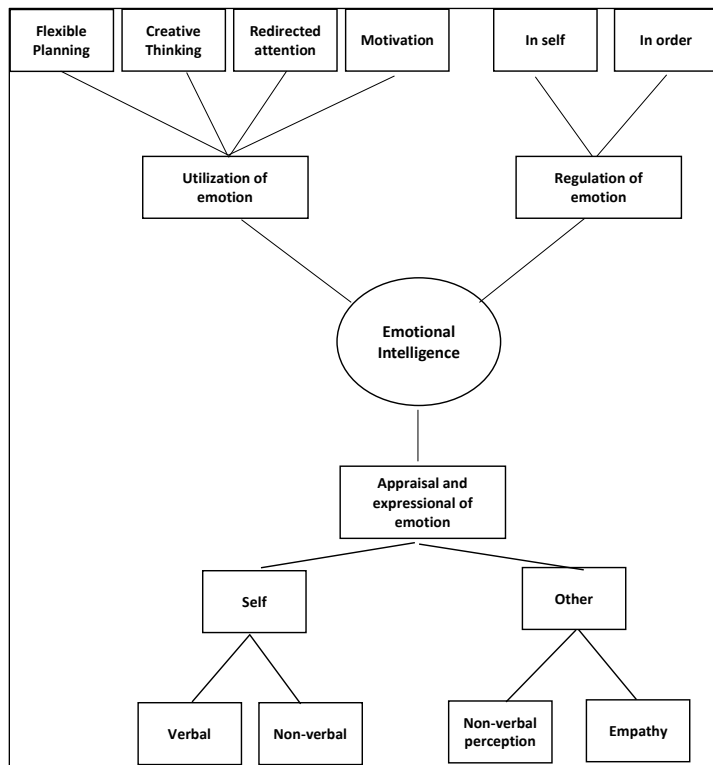 Flexible
Planning
Creative
Thinking
Redirected
attention
Motivation
In self
In order
Utilization of
emotion
Regulation of
emotion
Emotional
Intelligence
Appraisal and
expressional of
emotion
Self
Other
Verbal
Non-verbal
Non-verbal
perception
Empathy